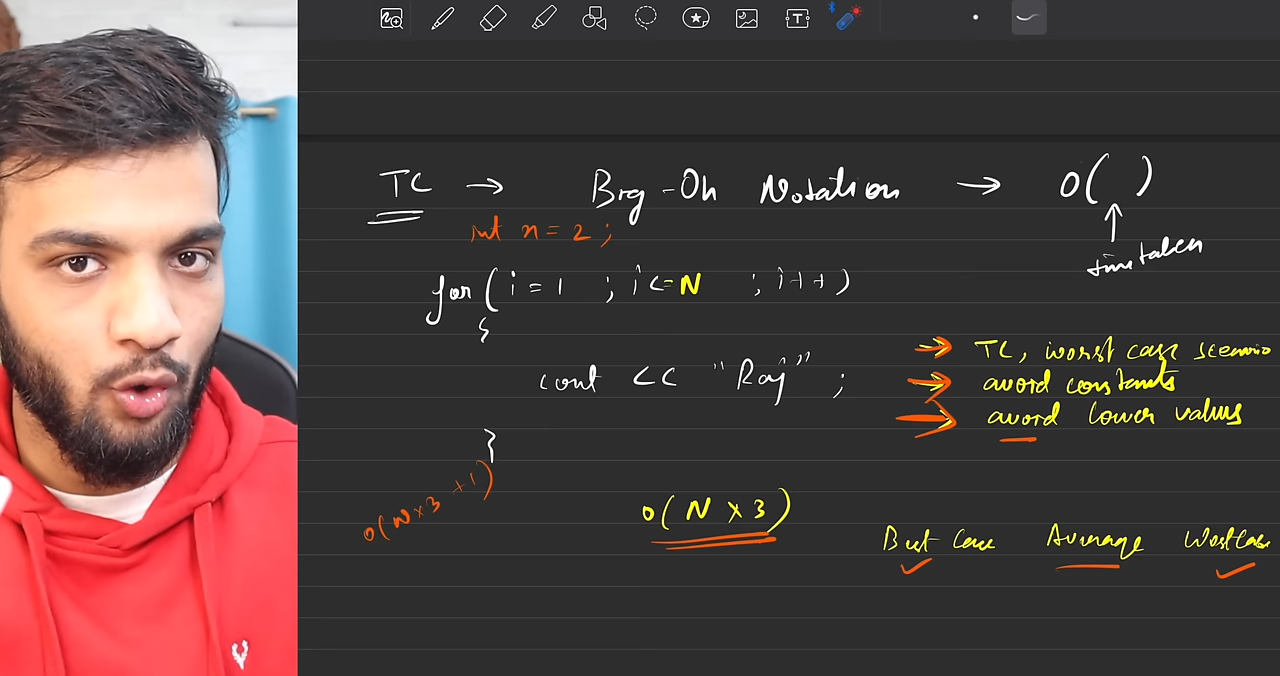 TC → Big-Oh Notation → O( )
int x = 2 ;
time taken
for ( i = 1 ; i <= N ; i++ )
{
→ TC, worst case scenario
cout << "Raj" ;
→ avoid constants
→ avoid lower values
}
O( N × 3 + 1 )
O( N × 3 )
Best Case Average Worst Case